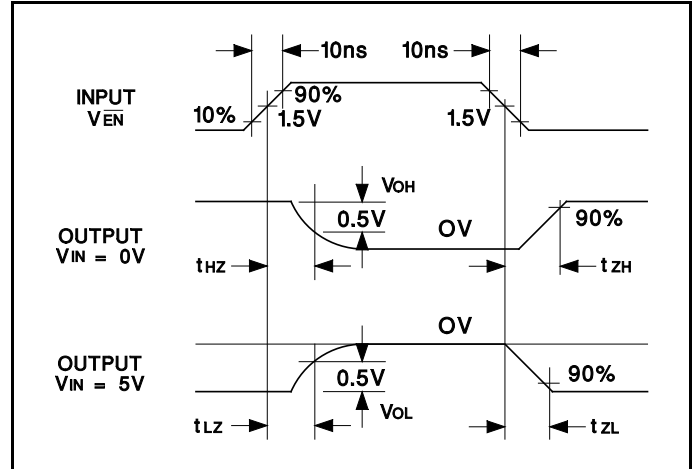 10ns 10ns
INPUT
VEN
10% 90%
1.5V 1.5V
VOH
0.5V
OV
90%
OUTPUT
VIN = 0V
tHZ
tZH
OV
OUTPUT
VIN = 5V
0.5V
90%
VOL
tLZ
tZL